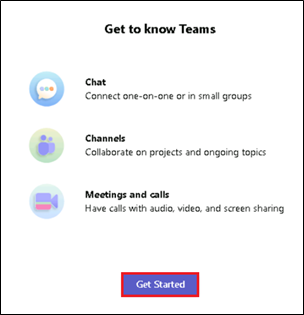 Get to know Teams
Chat
Connect one-on-one or in small groups
Channels
Collaborate on projects and ongoing topics
Meetings and calls
Have calls with audio, video, and screen sharing
Get Started